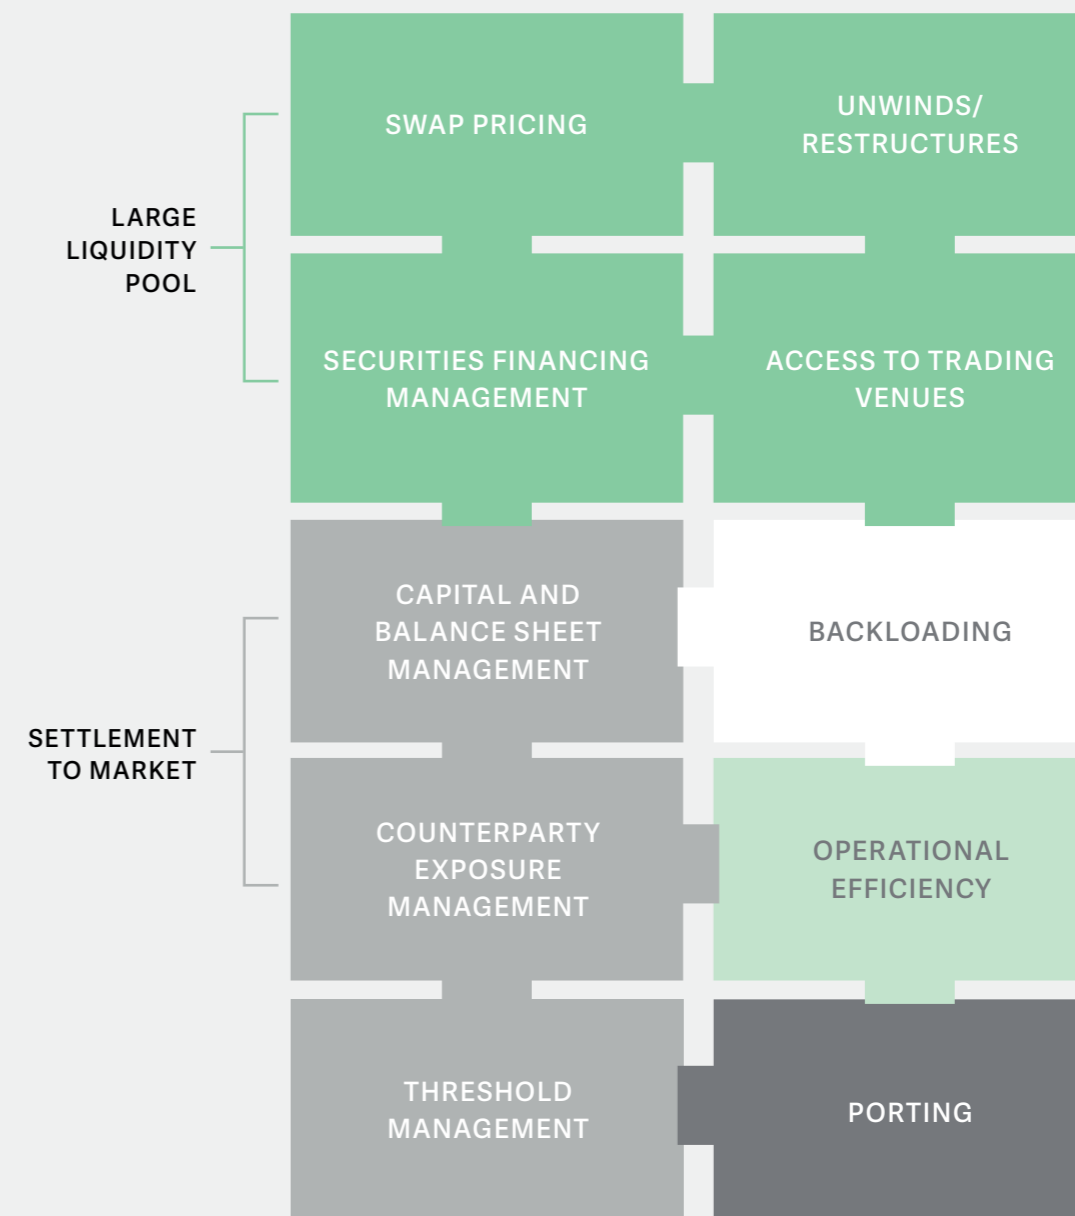 SWAP PRICING
UNWINDS/
RESTRUCTURES
LARGE
LIQUIDITY
POOL
SECURITIES FINANCING
MANAGEMENT
ACCESS TO TRADING
VENUES
CAPITAL AND
BALANCE SHEET
MANAGEMENT
BACKLOADING
SETTLEMENT
TO MARKET
COUNTERPARTY
EXPOSURE
MANAGEMENT
OPERATIONAL
EFFICIENCY
THRESHOLD
MANAGEMENT
PORTING